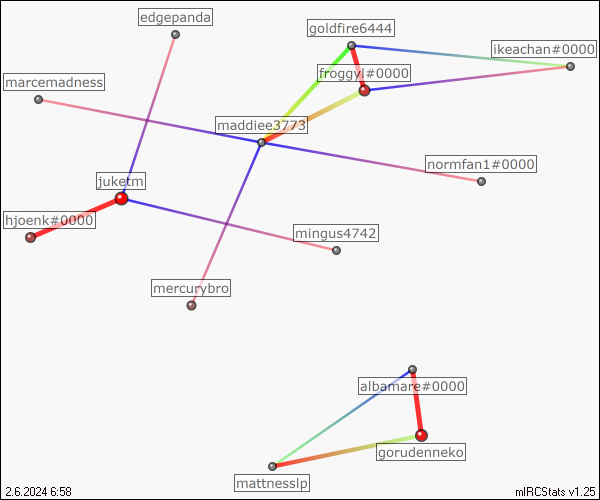 edgepanda
goldfire6444
ikeachan#0000
froggyj#0000
marcemadness
maddiee3773
normfan1#0000
juketm
hjoenk#0000
mingus4742
mercurybro
albamare#0000
gorudenneko
mattnesslp
2.6.2024 6:58
mIRCStats v1.25